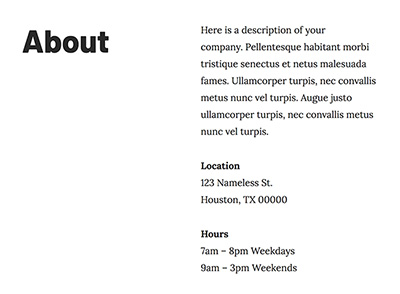 About
Here is a description of your
company. Pellentesque habitant morbi
tristique senectus et netus malesuada
fames. Ullamcorper turpis, nec convallis
metus nunc vel turpis. Augue justo
ullamcorper turpis, nec convallis metus
nunc vel turpis.
Location
123 Nameless St.
Houston, TX 00000
Hours
7am – 8pm Weekdays
9am – 3pm Weekends